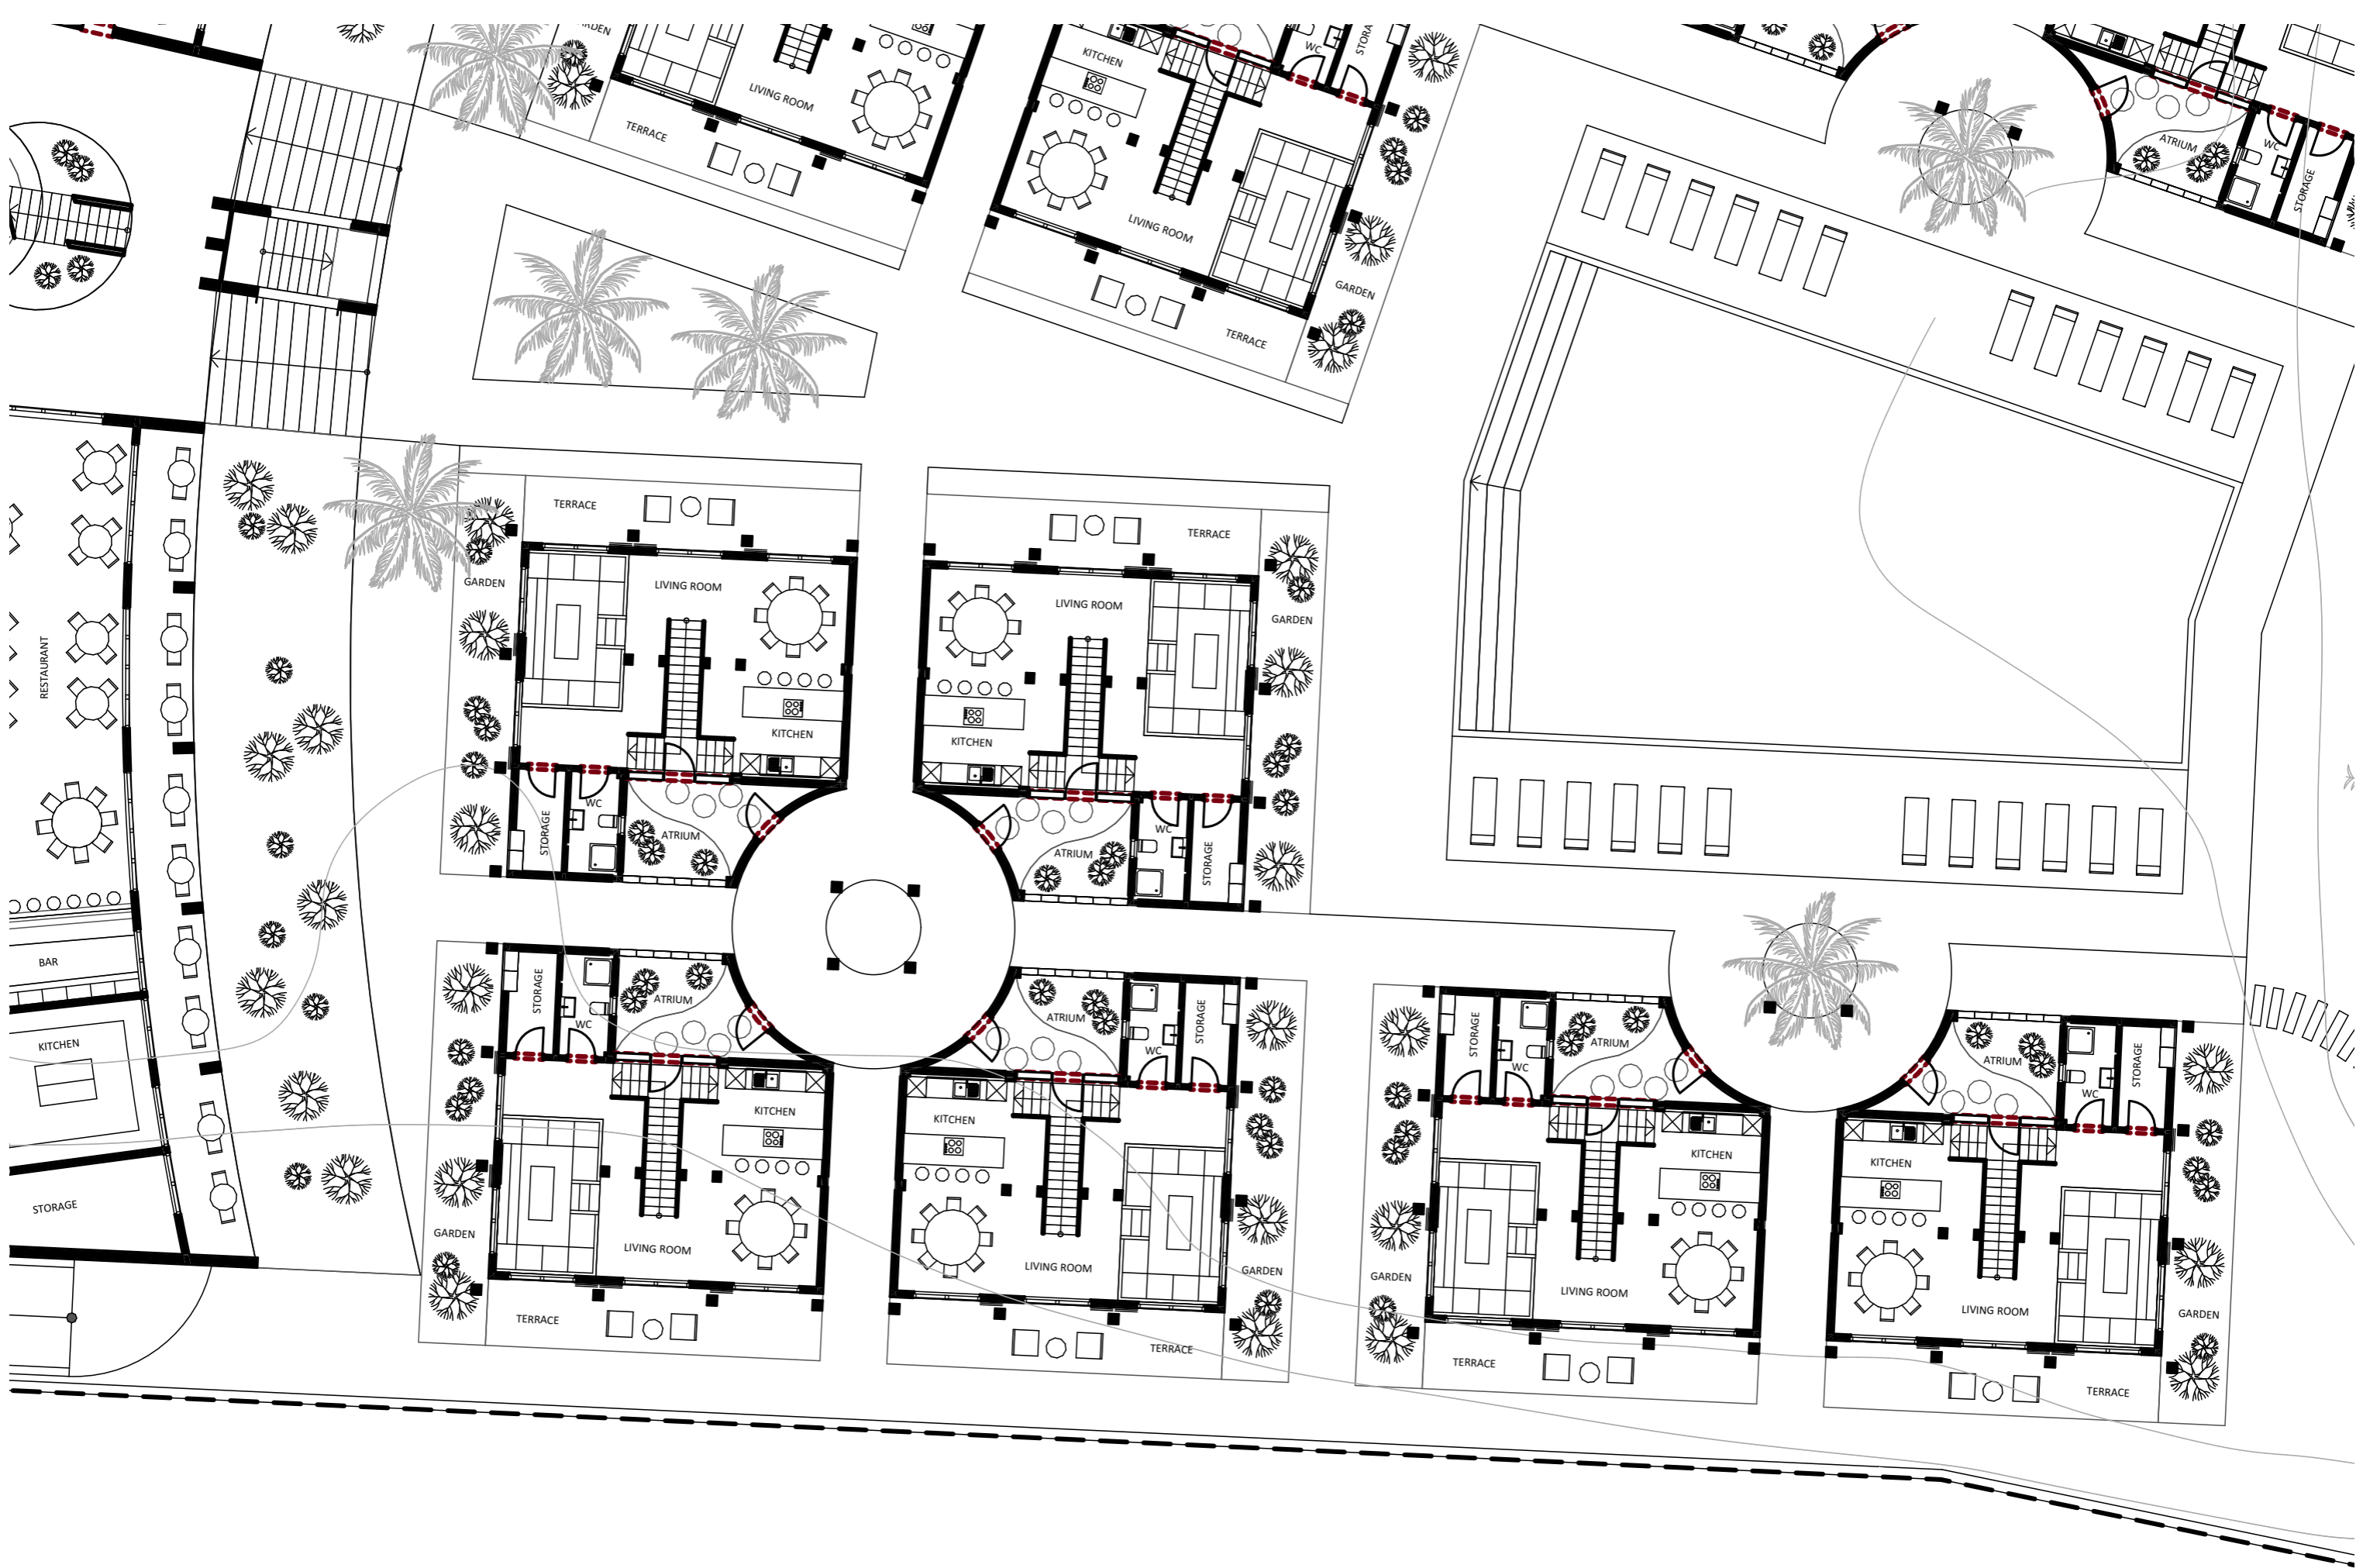 RDEN
LIVING ROOM
TERRACE
KITCHEN
WC
STORA
LIVING ROOM
GARDEN
TERRACE
ATRIUM
WC
STORAGE
TERRACE
GARDEN
LIVING ROOM
KITCHEN
WC
STORAGE
ATRIUM
TERRACE
LIVING ROOM
GARDEN
KITCHEN
ATRIUM
WC
STORAGE
RESTAURANT
BAR
KITCHEN
STORAGE
STORAGE
WC
ATRIUM
KITCHEN
LIVING ROOM
GARDEN
TERRACE
ATRIUM
WC
STORAGE
KITCHEN
LIVING ROOM
GARDEN
TERRACE
STORAGE
WC
ATRIUM
KITCHEN
GARDEN
LIVING ROOM
TERRACE
ATRIUM
WC
STORAGE
KITCHEN
LIVING ROOM
GARDEN
TERRACE